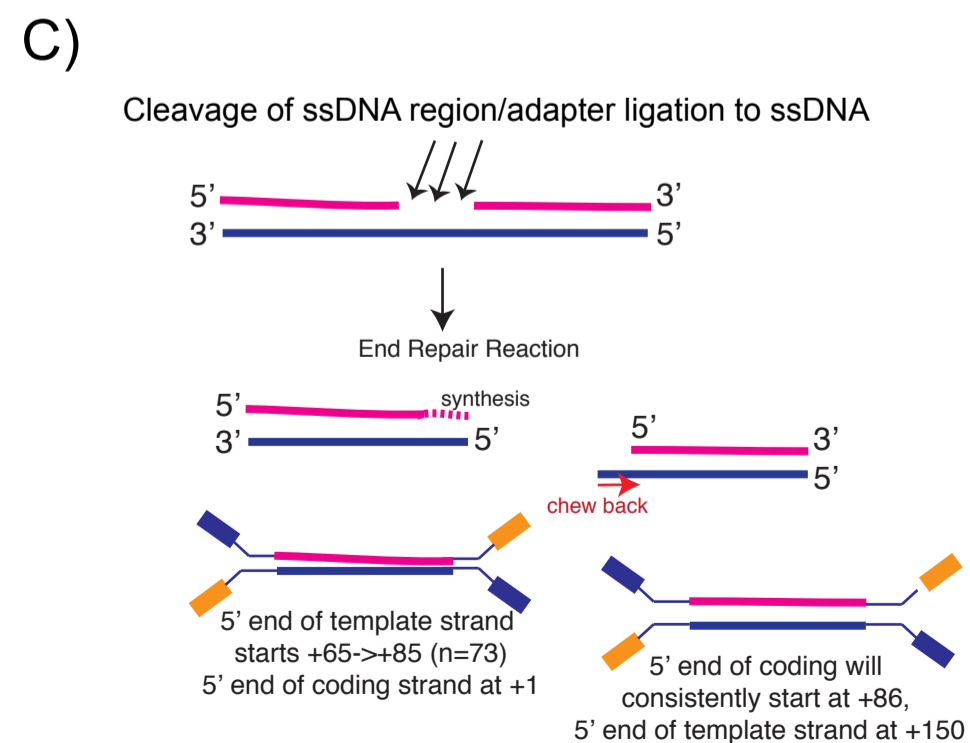 C)
Cleavage of ssDNA region/adapter ligation to ssDNA
5’ 3’
3’ 5’
End Repair Reaction
synthesis
5’
3’ 5’
5’ 3’
5’
chew back
5’ end of template strand
starts +65->+85 (n=73)
5’ end of coding strand at +1
5’ end of coding will
consistently start at +86,
5’ end of template strand at +150